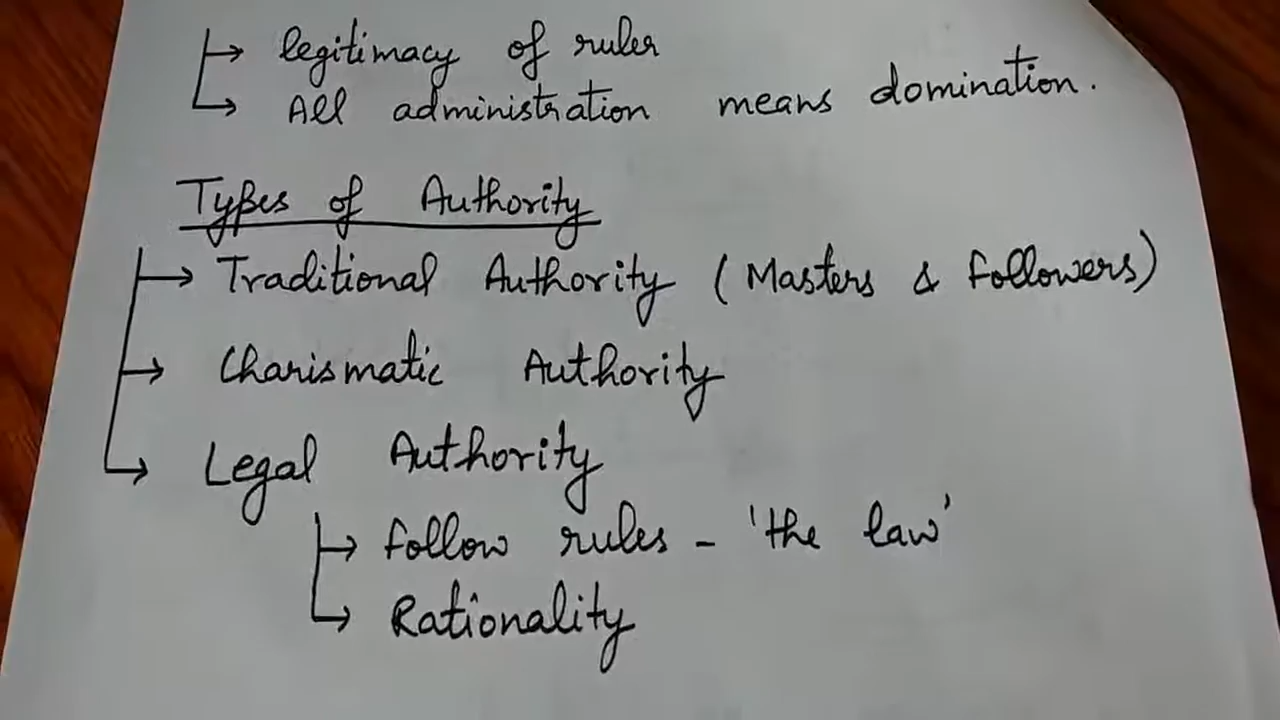 legitimacy of ruler
All administration means domination.
Types of Authority
Traditional Authority (Masters & followers)
Charismatic Authority
Legal Authority
follow rules - 'the law'
Rationality